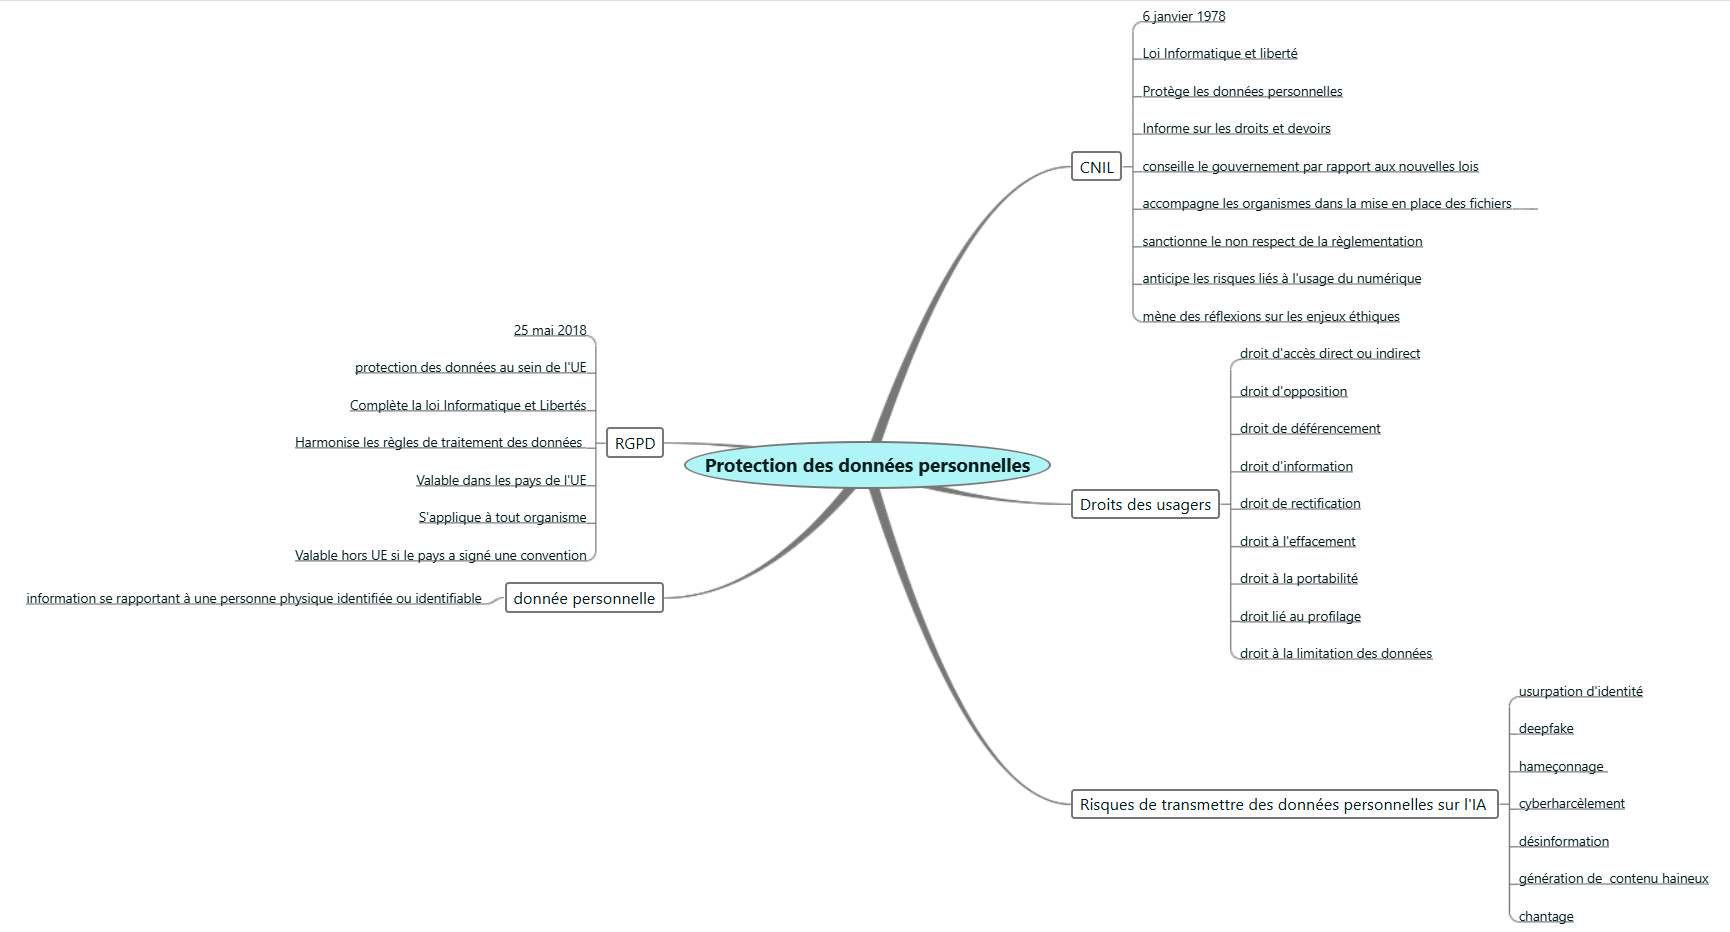 Protection des données personnelles
CNIL
6 janvier 1978
Loi Informatique et liberté
Protège les données personnelles
Informe sur les droits et devoirs
conseille le gouvernement par rapport aux nouvelles lois
accompagne les organismes dans la mise en place des fichiers
sanctionne le non respect de la règlementation
anticipe les risques liés à l'usage du numérique
mène des réflexions sur les enjeux éthiques
Droits des usagers
droit d'accès direct ou indirect
droit d'opposition
droit de déférencement
droit d'information
droit de rectification
droit à l'effacement
droit à la portabilité
droit lié au profilage
droit à la limitation des données
Risques de transmettre des données personnelles sur l'IA
usurpation d'identité
deepfake
hameçonnage
cyberharcèlement
désinformation
génération de  contenu haineux
chantage
RGPD
25 mai 2018
protection des données au sein de l'UE
Complète la loi Informatique et Libertés
Harmonise les règles de traitement des données
Valable dans les pays de l'UE
S'applique à tout organisme
Valable hors UE si le pays a signé une convention
donnée personnelle
information se rapportant à une personne physique identifiée ou identifiable